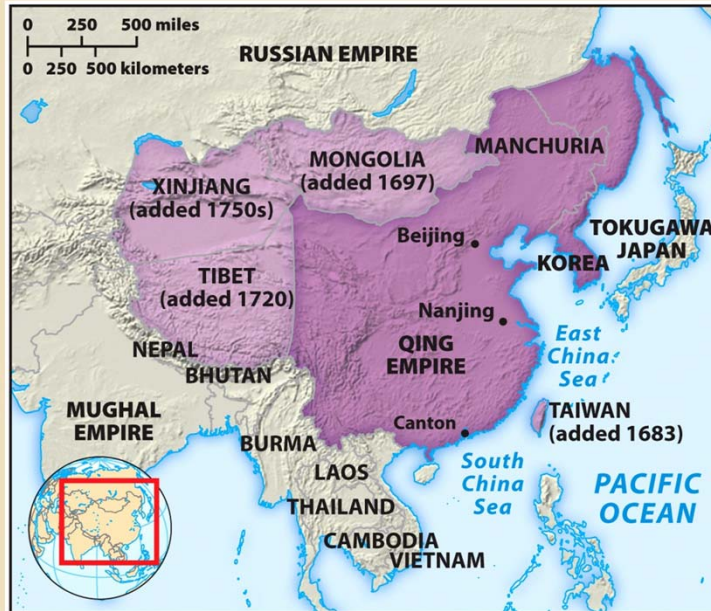 0 250 500 miles
0 250 500 kilometers
RUSSIAN EMPIRE
MANCHURIA
MONGOLIA
(added 1697)
XINJIANG
(added 1750s)
TOKUGAWA
JAPAN
Beijing
KOREA
TIBET
(added 1720)
Nanjing
East
China
Sea
QING
EMPIRE
NEPAL
BHUTAN
MUGHAL
EMPIRE
Canton
TAIWAN
(added 1683)
BURMA
LAOS
South
China
Sea
PACIFIC
OCEAN
THAILAND
CAMBODIA
VIETNAM